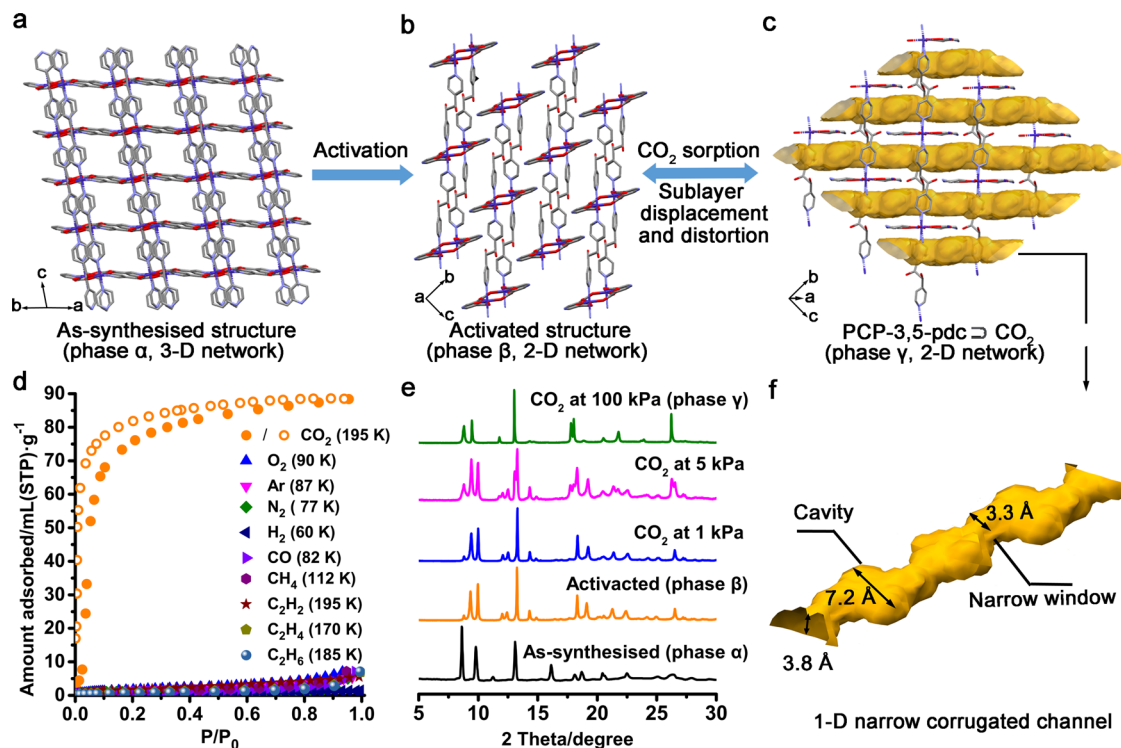 a
b
c
Activation
CO2 sorption
Sublayer
displacement
and distortion
c
b
a
b
a
c
b
a
c
As-synthesised structure
(phase α, 3-D network)
Activated structure
(phase β, 2-D network)
PCP-3,5-pdc ⊃ CO2
(phase γ, 2-D network)
d
Amount adsorbed/mL(STP)·g-1
90
80
70
60
50
40
30
20
10
0
/ CO2 (195 K)
O2 (90 K)
Ar (87 K)
N2 ( 77 K)
H2 (60 K)
CO (82 K)
CH4 (112 K)
C2H2 (195 K)
C2H4 (170 K)
C2H6 (185 K)
0.0 0.2 0.4 0.6 0.8 1.0
P/P0
e
CO2 at 100 kPa (phase γ)
CO2 at 5 kPa
CO2 at 1 kPa
Activacted (phase β)
As-synthesised (phase α)
5 10 15 20 25 30
2 Theta/degree
f
Cavity
3.3 Å
7.2 Å
Narrow window
3.8 Å
1-D narrow corrugated channel